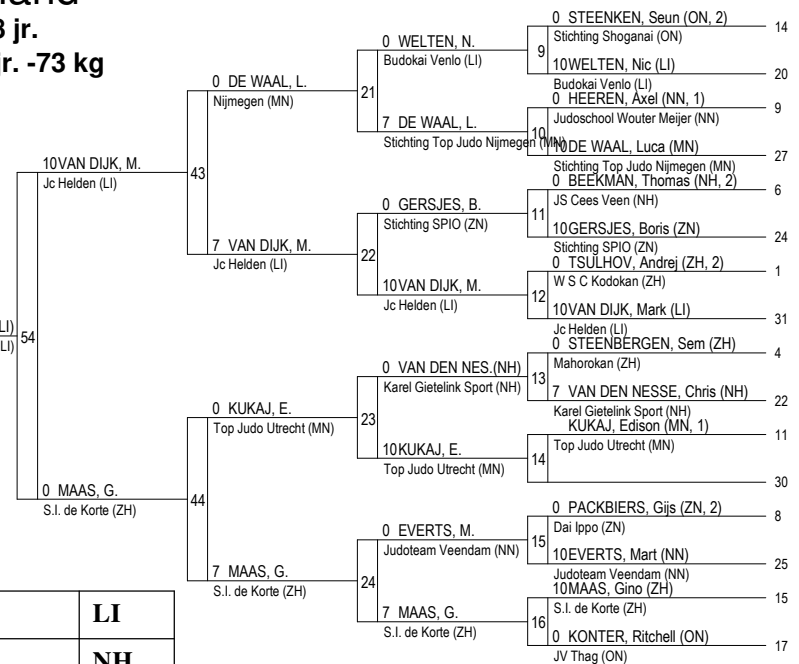 8 jr.
jr. -73 kg
0 STEENKEN, Seun (ON, 2) 14
Stichting Shoganai (ON)
9
10WELTEN, Nic (LI) 20
Budokai Venlo (LI)
0 HEEREN, Axel (NN, 1) 9
Judoschool Wouter Meijer (NN)
10
10DE WAAL, Luca (MN) 27
Stichting Top Judo Nijmegen (MN)
0 BEEKMAN, Thomas (NH, 2) 6
JS Cees Veen (NH)
11
10GERSJES, Boris (ZN) 24
Stichting SPIO (ZN)
0 TSULHOV, Andrej (ZH, 2) 1
W S C Kodokan (ZH)
12
10VAN DIJK, Mark (LI) 31
Jc Helden (LI)
0 STEENBERGEN, Sem (ZH) 4
Mahorokan (ZH)
13
7 VAN DEN NESSE, Chris (NH) 22
Karel Gietelink Sport (NH)
KUKAJ, Edison (MN, 1) 11
Top Judo Utrecht (MN)
14
30
0 PACKBIERS, Gijs (ZN, 2) 8
Dai Ippo (ZN)
15
10EVERTS, Mart (NN) 25
Judoteam Veendam (NN)
10MAAS, Gino (ZH) 15
S.I. de Korte (ZH)
16
0 KONTER, Ritchell (ON) 17
JV Thag (ON)
0 WELTEN, N.
Budokai Venlo (LI)
21
7 DE WAAL, L.
Stichting Top Judo Nijmegen (MN)
0 GERSJES, B.
Stichting SPIO (ZN)
22
10VAN DIJK, M.
Jc Helden (LI)
0 VAN DEN NES.(NH)
Karel Gietelink Sport (NH)
23
10KUKAJ, E.
Top Judo Utrecht (MN)
0 EVERTS, M.
Judoteam Veendam (NN)
24
7 MAAS, G.
S.I. de Korte (ZH)
0 DE WAAL, L.
Nijmegen (MN)
43
7 VAN DIJK, M.
Jc Helden (LI)
0 KUKAJ, E.
Top Judo Utrecht (MN)
44
7 MAAS, G.
S.I. de Korte (ZH)
10VAN DIJK, M.
Jc Helden (LI)
54
0 MAAS, G.
S.I. de Korte (ZH)
LI)
LI)
LI
NH